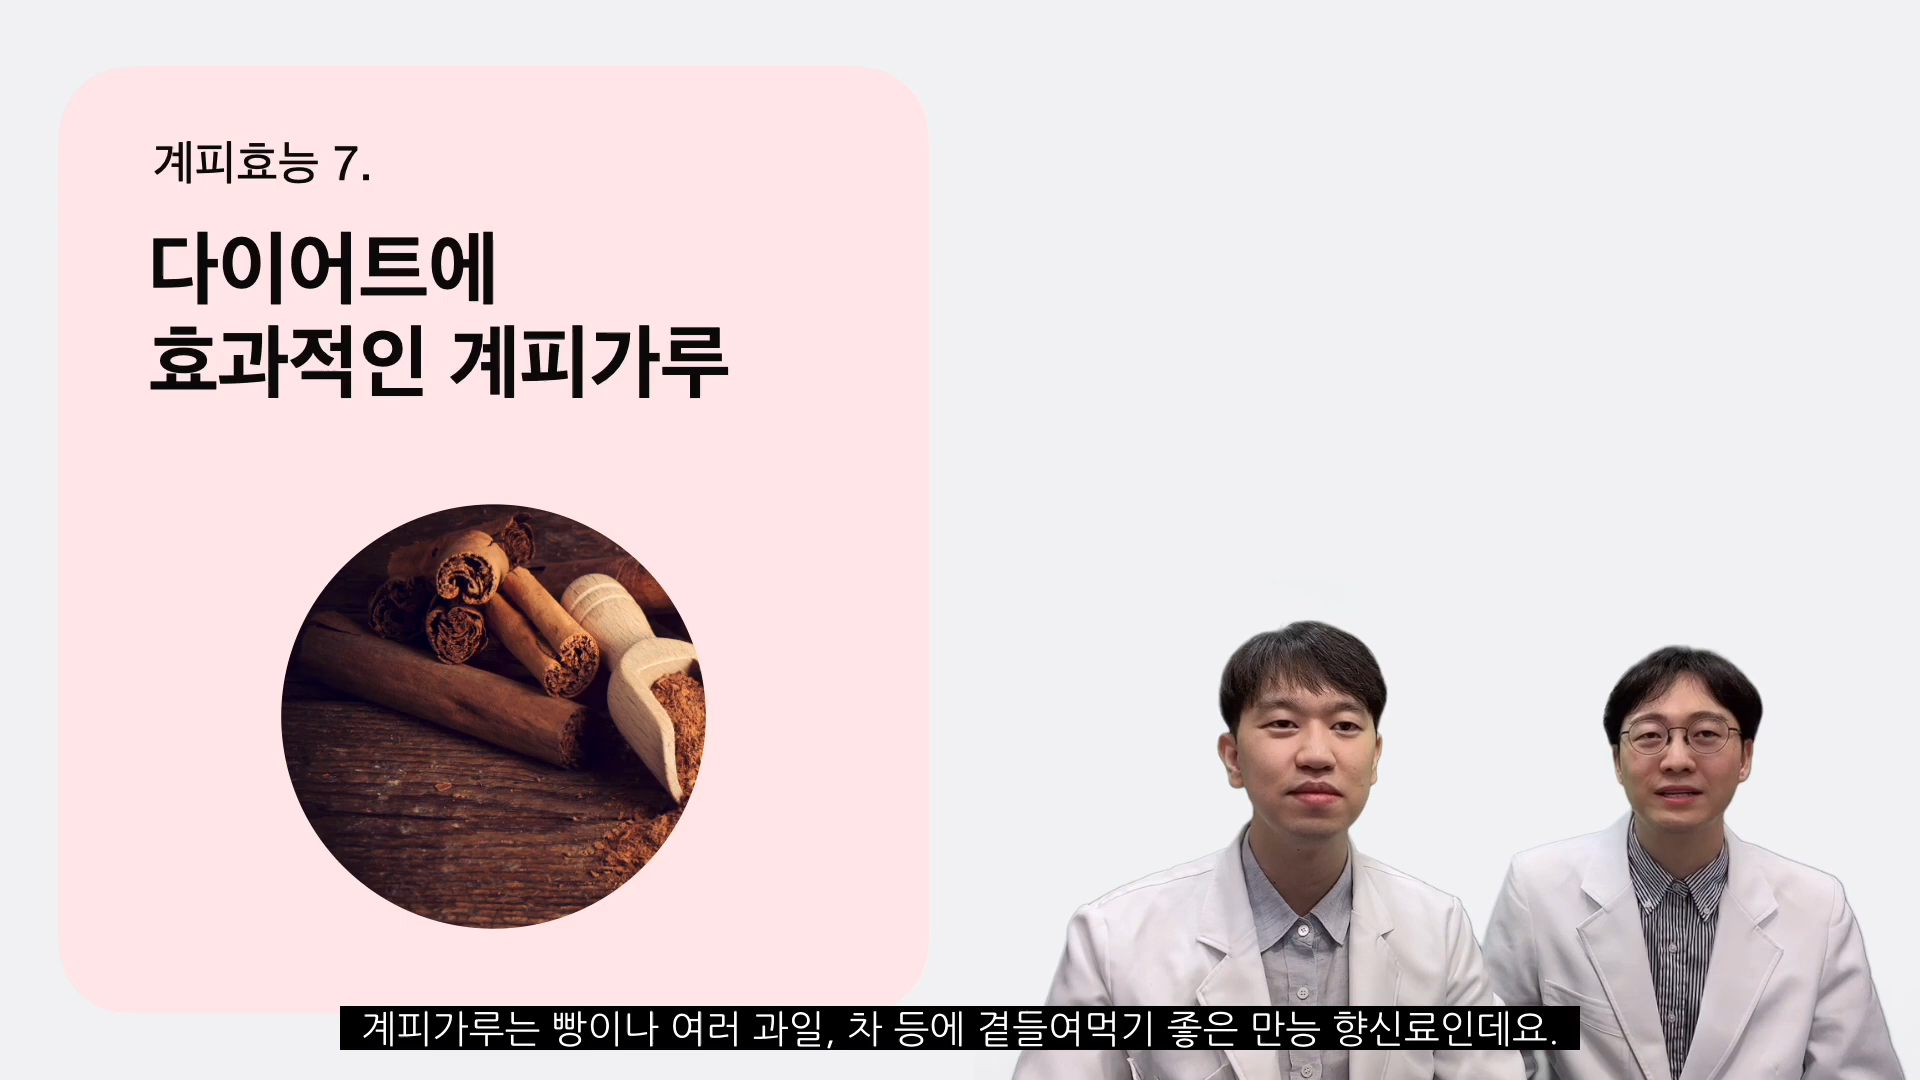 계피효능 7.
다이어트에
효과적인 계피가루
계피가루는 빵이나 여러 과일, 차 등에 곁들여먹기 좋은 만능 향신료인데요.